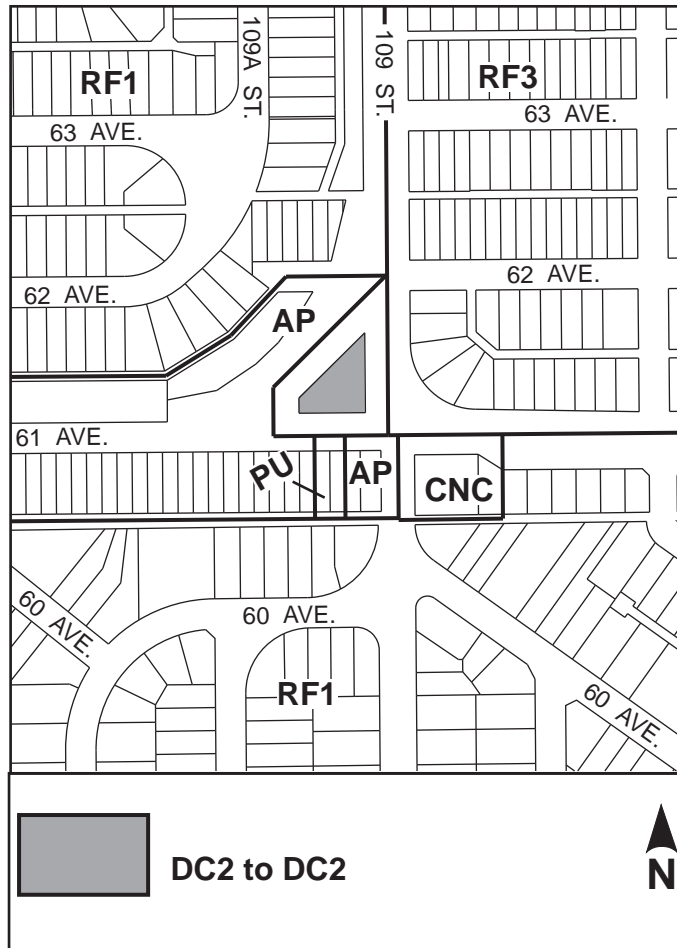 RF1
109A ST.
109 ST.
RF3
63 AVE.
63 AVE.
62 AVE.
62 AVE.
AP
61 AVE.
PU
AP
CNC
60 AVE.
60 AVE.
RF1
60 AVE.
DC2 to DC2
N